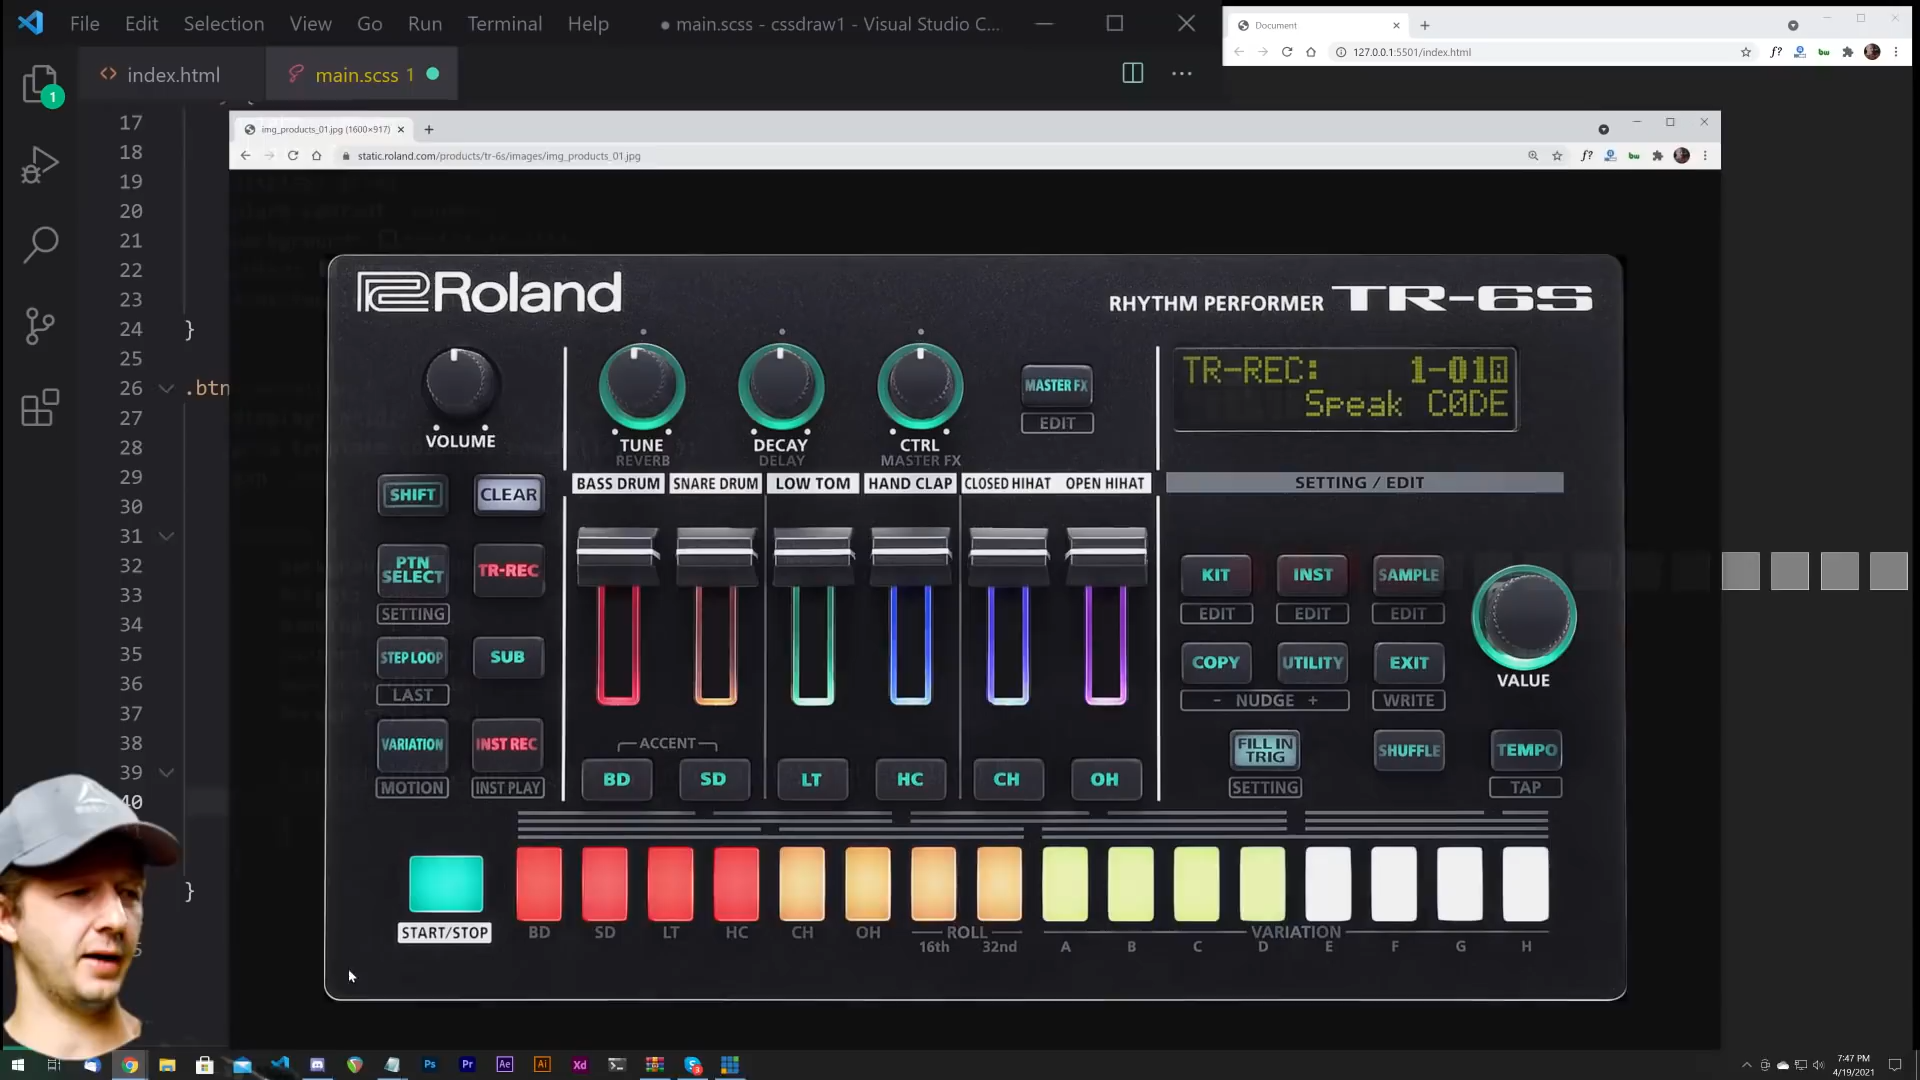 File Edit Selection View Go Run Terminal Help ● main.scss - cssdraw1 - Visual Studio C...
Document
127.0.0.1:5501/index.html
index.html
main.scss 1
1
img_products_01.jpg (1600×917)
static.roland.com/products/tr-6s/images/img_products_01.jpg
17
18
19
20
21
22
23
24 }
25
26 .btn
27
28
29
30
31
32
33
34
35
36
37
38
39
40
}
Roland
RHYTHM PERFORMER TR-6S
TR-REC: 1-01
Speak C0DE
VOLUME
TUNE DECAY CTRL
REVERB DELAY MASTER FX
MASTER FX
EDIT
BASS DRUM SNARE DRUM LOW TOM HAND CLAP CLOSED HIHAT OPEN HIHAT
SETTING / EDIT
SHIFT CLEAR
PTN SELECT TR-REC
SETTING
STEP LOOP SUB
LAST
VARIATION INST REC
MOTION INST PLAY
KIT INST SAMPLE
EDIT EDIT EDIT
COPY UTILITY EXIT
- NUDGE + WRITE
VALUE
FILL IN TRIG SHUFFLE TEMPO
SETTING TAP
ACCENT
BD SD LT HC CH OH
START/STOP
BD SD LT HC CH OH ROLL VARIATION
16th 32nd A B C D E F G H
7:47 PM
4/19/2021